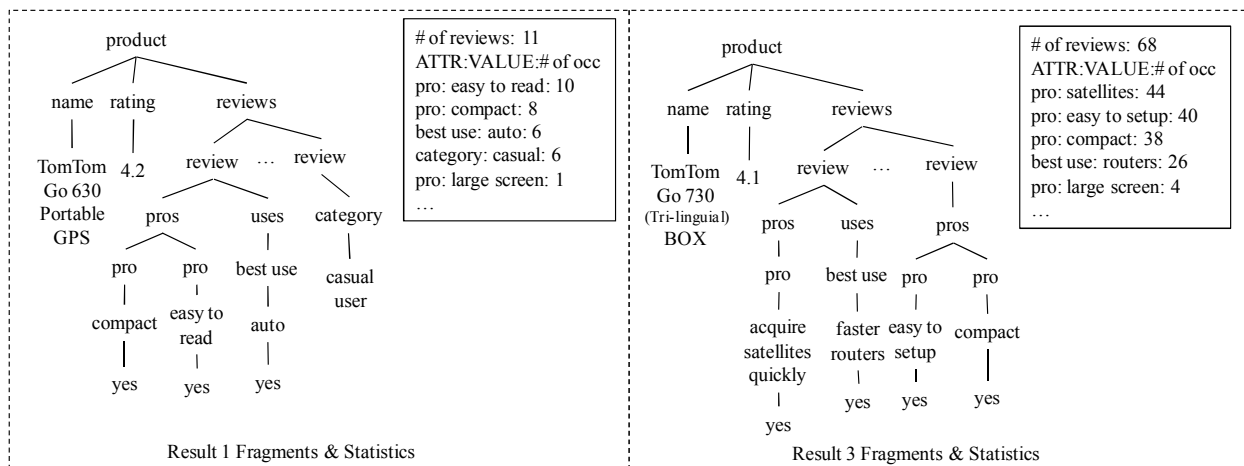 product
name rating reviews
TomTom
Go 630
Portable
GPS
4.2
review … review
pros uses category
pro pro best use casual
user
compact easy to
read auto
yes yes yes
# of reviews: 11
ATTR:VALUE:# of occ
pro: easy to read: 10
pro: compact: 8
best use: auto: 6
category: casual: 6
pro: large screen: 1
…
Result 1 Fragments & Statistics
product
name rating reviews
TomTom
Go 730
(Tri-linguial)
BOX
4.1
review … review
pros uses pros
pro best use pro pro
acquire
satellites
quickly
faster
routers
easy to
setup
compact
yes yes yes yes
# of reviews: 68
ATTR:VALUE:# of occ
pro: satellites: 44
pro: easy to setup: 40
pro: compact: 38
best use: routers: 26
pro: large screen: 4
…
Result 3 Fragments & Statistics